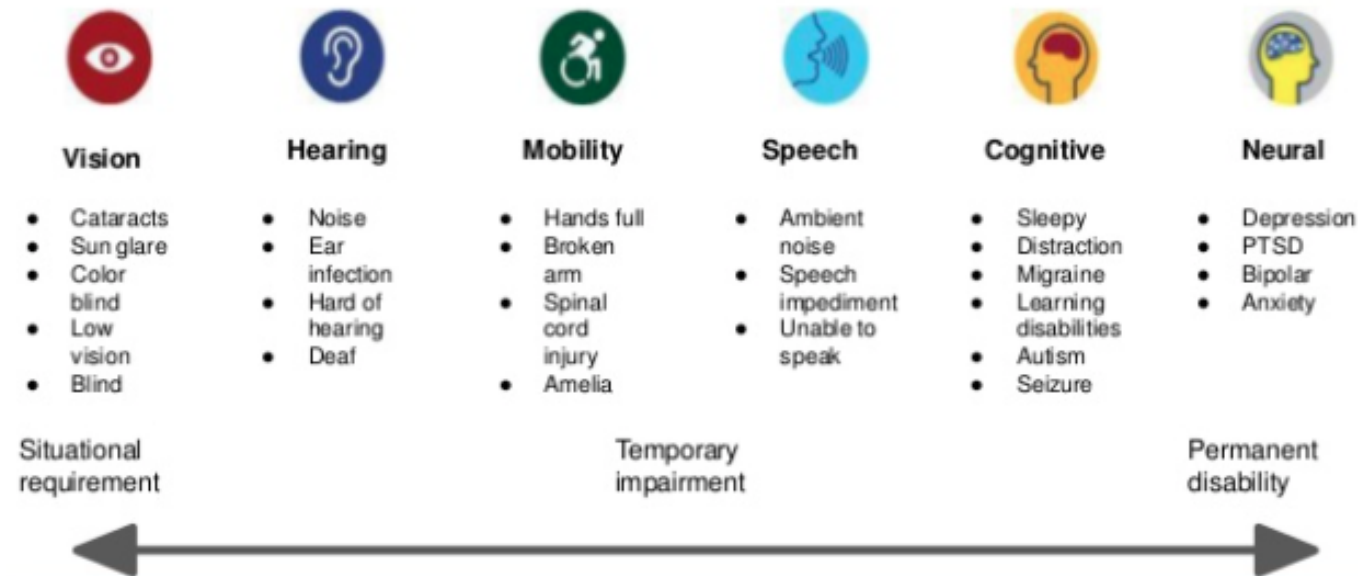 Vision
● Cataracts
● Sun glare
● Color
blind
● Low
vision
● Blind
Hearing
● Noise
● Ear
infection
● Hard of
hearing
● Deaf
Mobility
● Hands full
● Broken
arm
● Spinal
cord
injury
● Amelia
Speech
● Ambient
noise
● Speech
impediment
● Unable to
speak
Cognitive
● Sleepy
● Distraction
● Migraine
● Learning
disabilities
● Autism
● Seizure
Neural
● Depression
● PTSD
● Bipolar
● Anxiety
Situational
requirement
Temporary
impairment
Permanent
disability